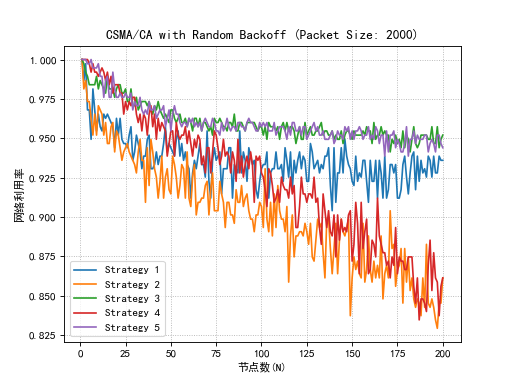 CSMA/CA with Random Backoff (Packet Size: 2000)
网络利用率
1.000
0.975
0.950
0.925
0.900
0.875
0.850
0.825
Strategy 1
Strategy 2
Strategy 3
Strategy 4
Strategy 5
0 25 50 75 100 125 150 175 200
节点数(N)